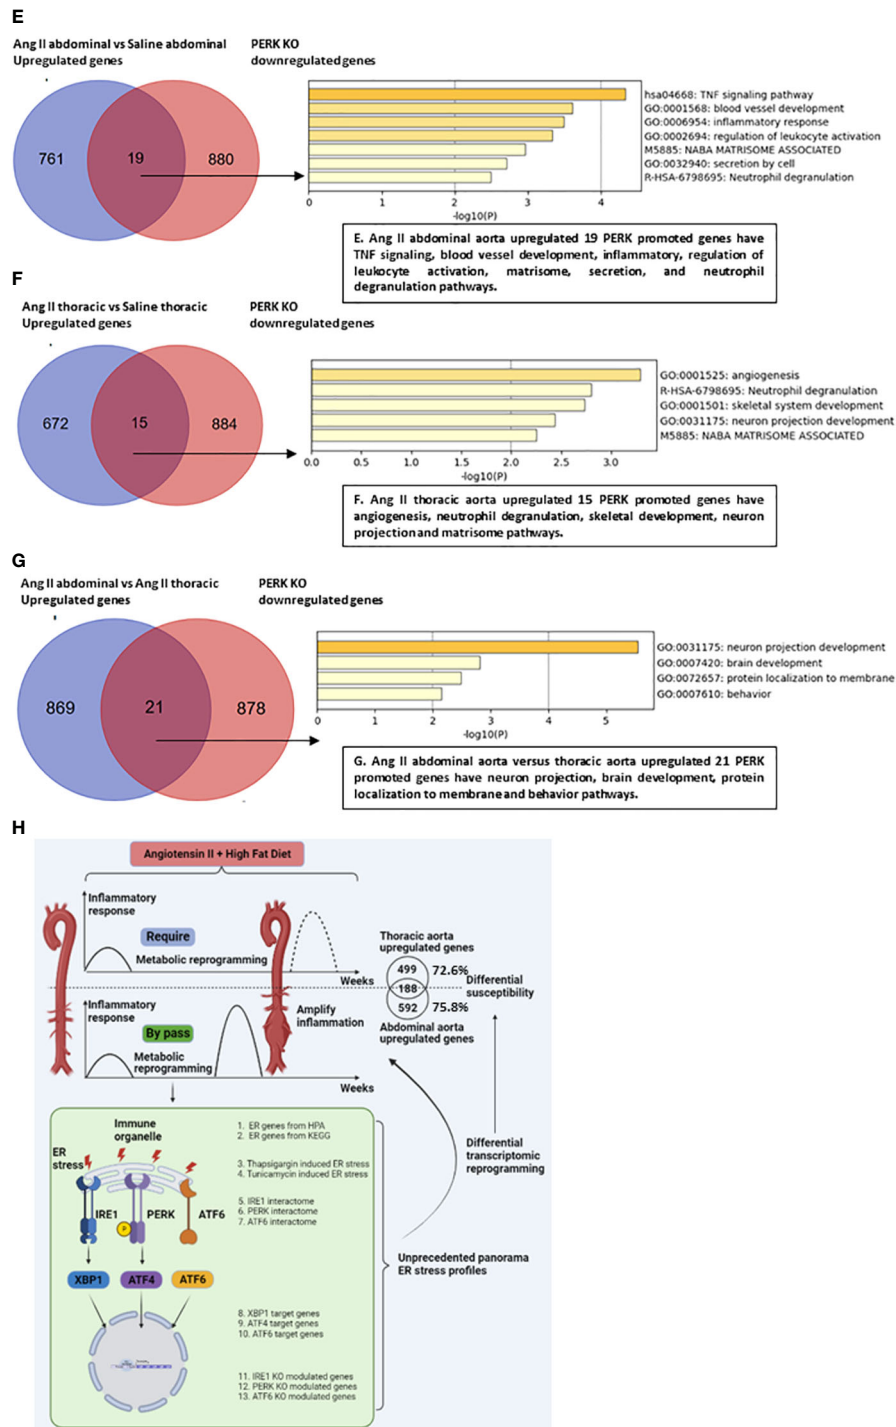 E
Ang II abdominal vs Saline abdominal
Upregulated genes
PERK KO
downregulated genes
761
19
880
hsa04668: TNF signaling pathway
GO:0001568: blood vessel development
GO:0006954: inflammatory response
GO:0002694: regulation of leukocyte activation
M5885: NABA MATRISOME ASSOCIATED
GO:0032940: secretion by cell
R-HSA-6798695: Neutrophil degranulation
0 1 2 3 4
-log10(P)
E. Ang II abdominal aorta upregulated 19 PERK promoted genes have
TNF signaling, blood vessel development, inflammatory, regulation of
leukocyte activation, matrisome, secretion, and neutrophil
degranulation pathways.
F
Ang II thoracic vs Saline thoracic
Upregulated genes
PERK KO
downregulated genes
672
15
884
GO:0001525: angiogenesis
R-HSA-6798695: Neutrophil degranulation
GO:0001501: skeletal system development
GO:0031175: neuron projection development
M5885: NABA MATRISOME ASSOCIATED
0.0 0.5 1.0 1.5 2.0 2.5 3.0
-log10(P)
F. Ang II thoracic aorta upregulated 15 PERK promoted genes have
angiogenesis, neutrophil degranulation, skeletal development, neuron
projection and matrisome pathways.
G
Ang II abdominal vs Ang II thoracic
Upregulated genes
PERK KO
downregulated genes
869
21
878
GO:0031175: neuron projection development
GO:0007420: brain development
GO:0072657: protein localization to membrane
GO:0007610: behavior
0 1 2 3 4 5
-log10(P)
G. Ang II abdominal aorta versus thoracic aorta upregulated 21 PERK
promoted genes have neuron projection, brain development, protein
localization to membrane and behavior pathways.
H
Angiotensin II + High Fat Diet
Inflammatory
response
Require
Metabolic reprogramming
Weeks
Thoracic aorta
upregulated genes
499
72.6%
188
592
75.8%
Abdominal aorta
upregulated genes
Differential
susceptibility
Inflammatory
response
By pass
Metabolic
reprogramming
Amplify
inflammation
Weeks
Immune
organelle
ER
stress
IRE1
P
PERK
ATF6
XBP1
ATF4
ATF6
1. ER genes from HPA
2. ER genes from KEGG
3. Thapsigargin induced ER stress
4. Tunicamycin induced ER stress
5. IRE1 interactome
6. PERK interactome
7. ATF6 interactome
8. XBP1 target genes
9. ATF4 target genes
10. ATF6 target genes
11. IRE1 KO modulated genes
12. PERK KO modulated genes
13. ATF6 KO modulated genes
Differential
transcriptomic
reprogramming
Unprecedented panorama
ER stress profiles